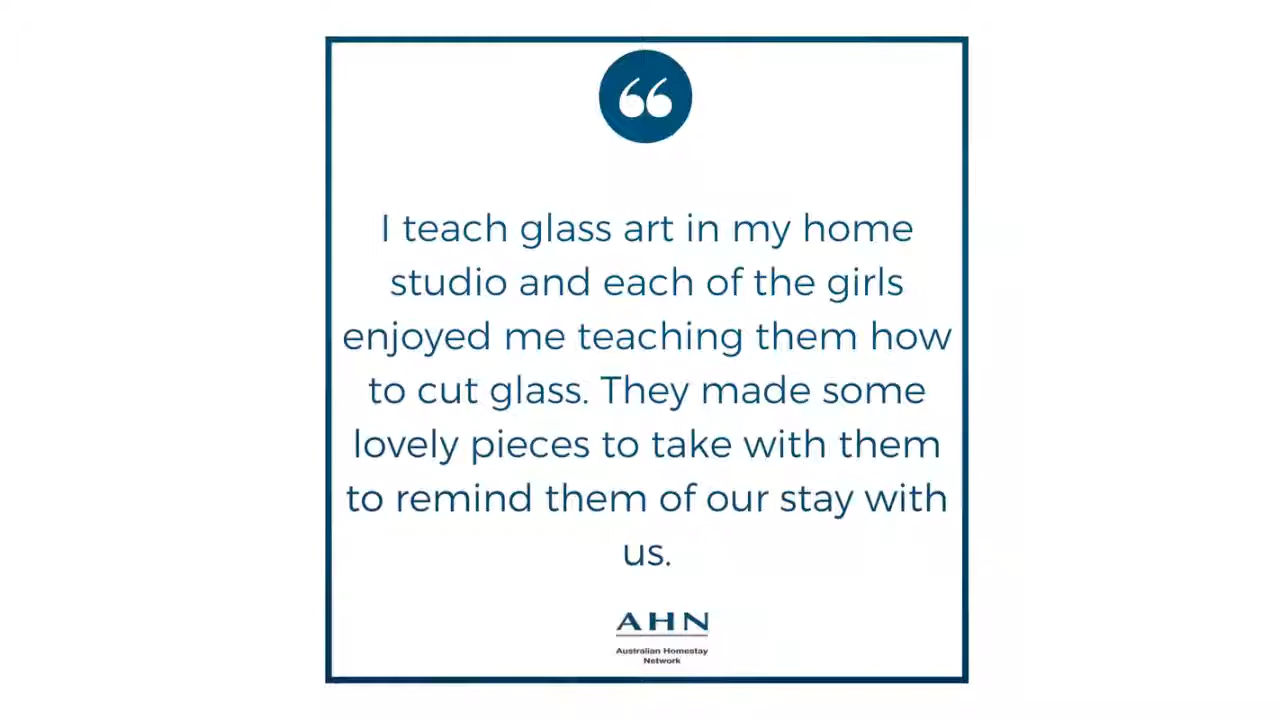 I teach glass art in my home
studio and each of the girls
enjoyed me teaching them how
to cut glass. They made some
lovely pieces to take with them
to remind them of our stay with
us.
AHN
Australian Homestay
Network